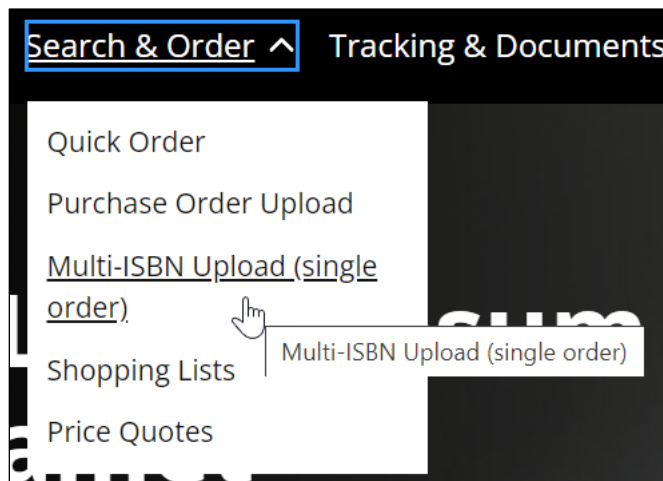 Search & Order Tracking & Documents
Quick Order
Purchase Order Upload
Multi-ISBN Upload (single
order)
Multi-ISBN Upload (single order)
Shopping Lists
Price Quotes